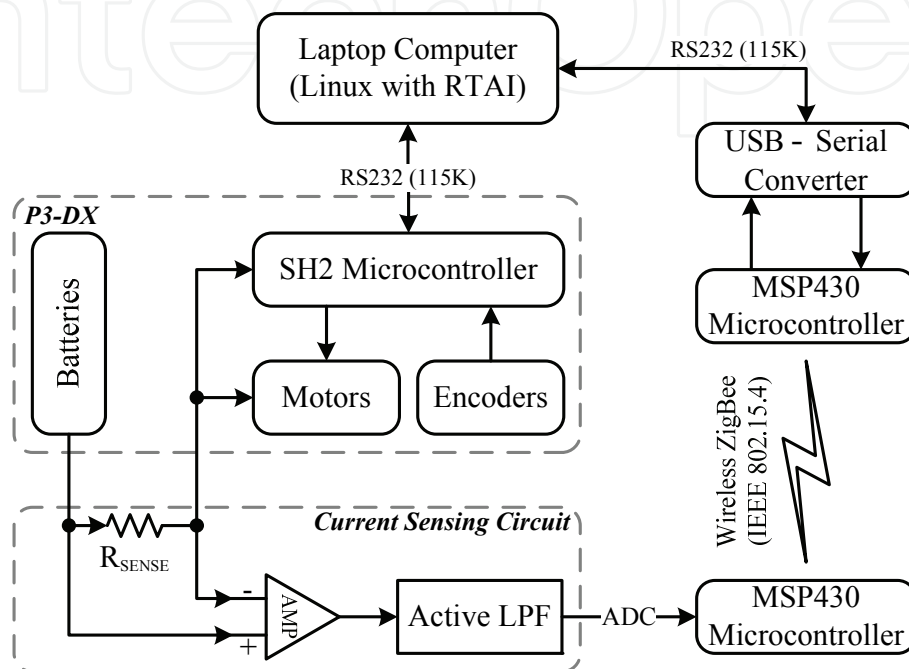 Laptop Computer
(Linux with RTAI)
RS232 (115K)
USB - Serial
Converter
RS232 (115K)
P3-DX
Batteries
SH2 Microcontroller
Motors
Encoders
MSP430
Microcontroller
Wireless ZigBee
(IEEE 802.15.4)
Current Sensing Circuit
RSENSE
-
+
AMP
Active LPF
ADC
MSP430
Microcontroller